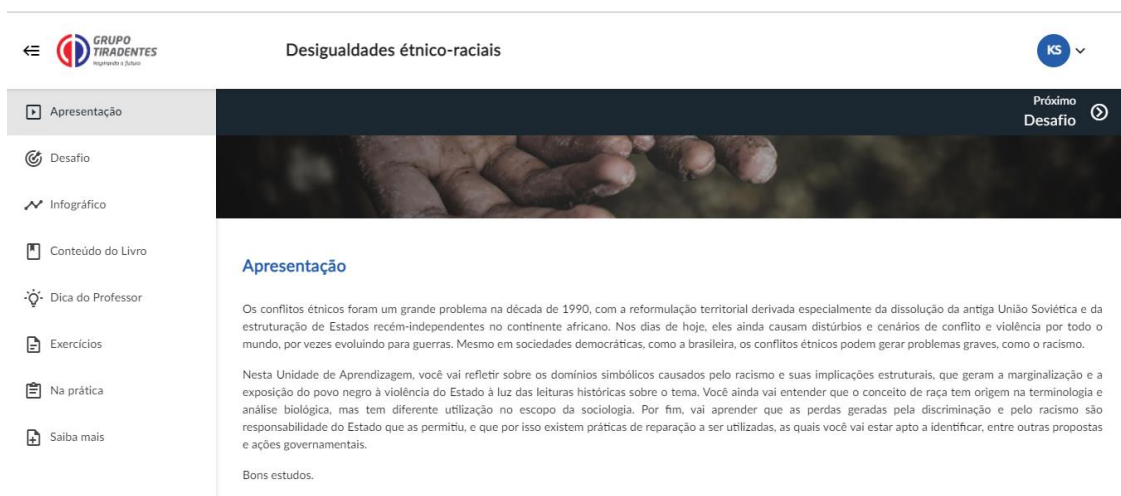 GRUPO
TIRADENTES
Inspirando o futuro
Desigualdades étnico-raciais
KS
Apresentação
Desafio
Infográfico
Conteúdo do Livro
Dica do Professor
Exercícios
Na prática
Saiba mais
Próximo
Desafio
Apresentação
Os conflitos étnicos foram um grande problema na década de 1990, com a reformulação territorial derivada especialmente da dissolução da antiga União Soviética e da
estruturação de Estados recém-independentes no continente africano. Nos dias de hoje, eles ainda causam distúrbios e cenários de conflito e violência por todo o
mundo, por vezes evoluindo para guerras. Mesmo em sociedades democráticas, como a brasileira, os conflitos étnicos podem gerar problemas graves, como o racismo.
Nesta Unidade de Aprendizagem, você vai refletir sobre os domínios simbólicos causados pelo racismo e suas implicações estruturais, que geram a marginalização e a
exposição do povo negro à violência do Estado à luz das leituras históricas sobre o tema. Você ainda vai entender que o conceito de raça tem origem na terminologia e
análise biológica, mas tem diferente utilização no escopo da sociologia. Por fim, vai aprender que as perdas geradas pela discriminação e pelo racismo são
responsabilidade do Estado que as permitiu, e que por isso existem práticas de reparação a ser utilizadas, as quais você vai estar apto a identificar, entre outras propostas
e ações governamentais.
Bons estudos.